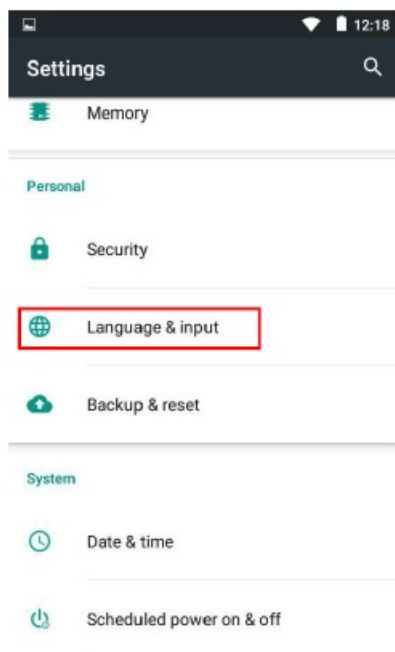 12:18
Settings
Memory
Personal
Security
Language & input
Backup & reset
System
Date & time
Scheduled power on & off